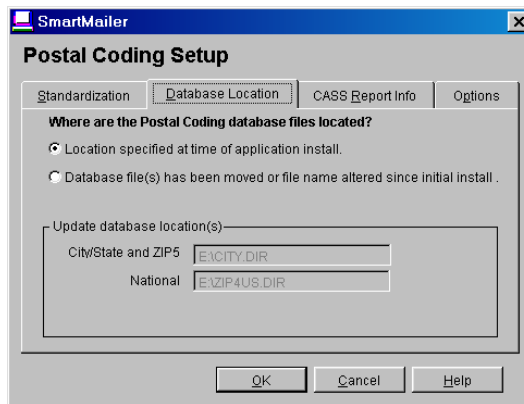 SmartMailer
Postal Coding Setup
Standardization Database Location CASS Report Info Options
Where are the Postal Coding database files located?
Location specified at time of application install.
Database file(s) has been moved or file name altered since initial install .
Update database location(s)
City/State and ZIP5 E:\CITY.DIR
National E:\ZIP4US.DIR
OK Cancel Help